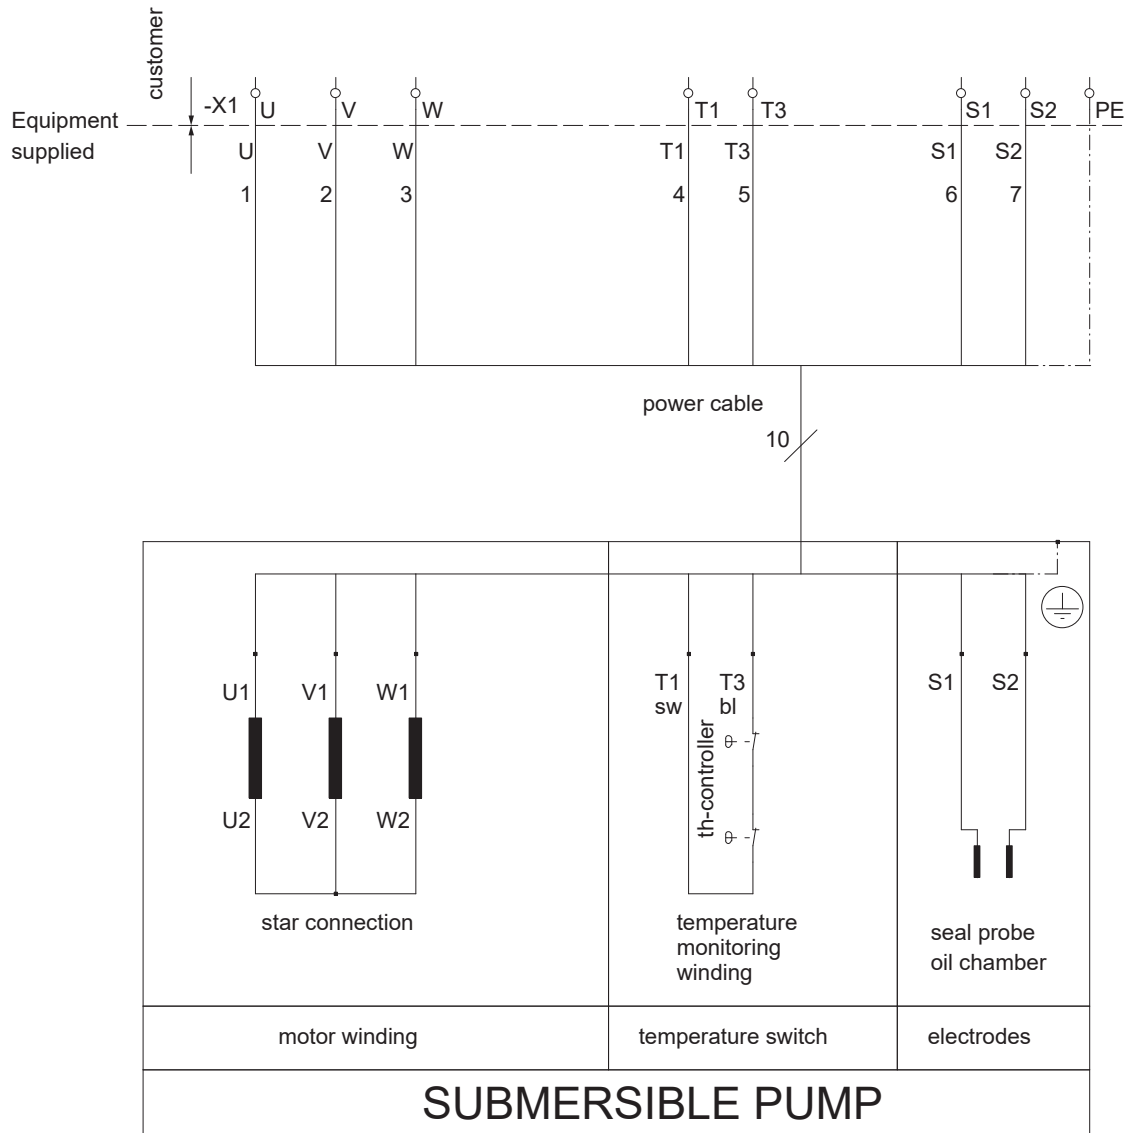 customer
-X1 U V W T1 T3 S1 S2 PE
Equipment
supplied
U V W T1 T3 S1 S2
1 2 3 4 5 6 7
power cable
10
U1 V1 W1 T1 T3 S1 S2
sw bl
th-controller
U2 V2 W2
star connection
temperature
monitoring
winding
seal probe
oil chamber
motor winding temperature switch electrodes
SUBMERSIBLE PUMP